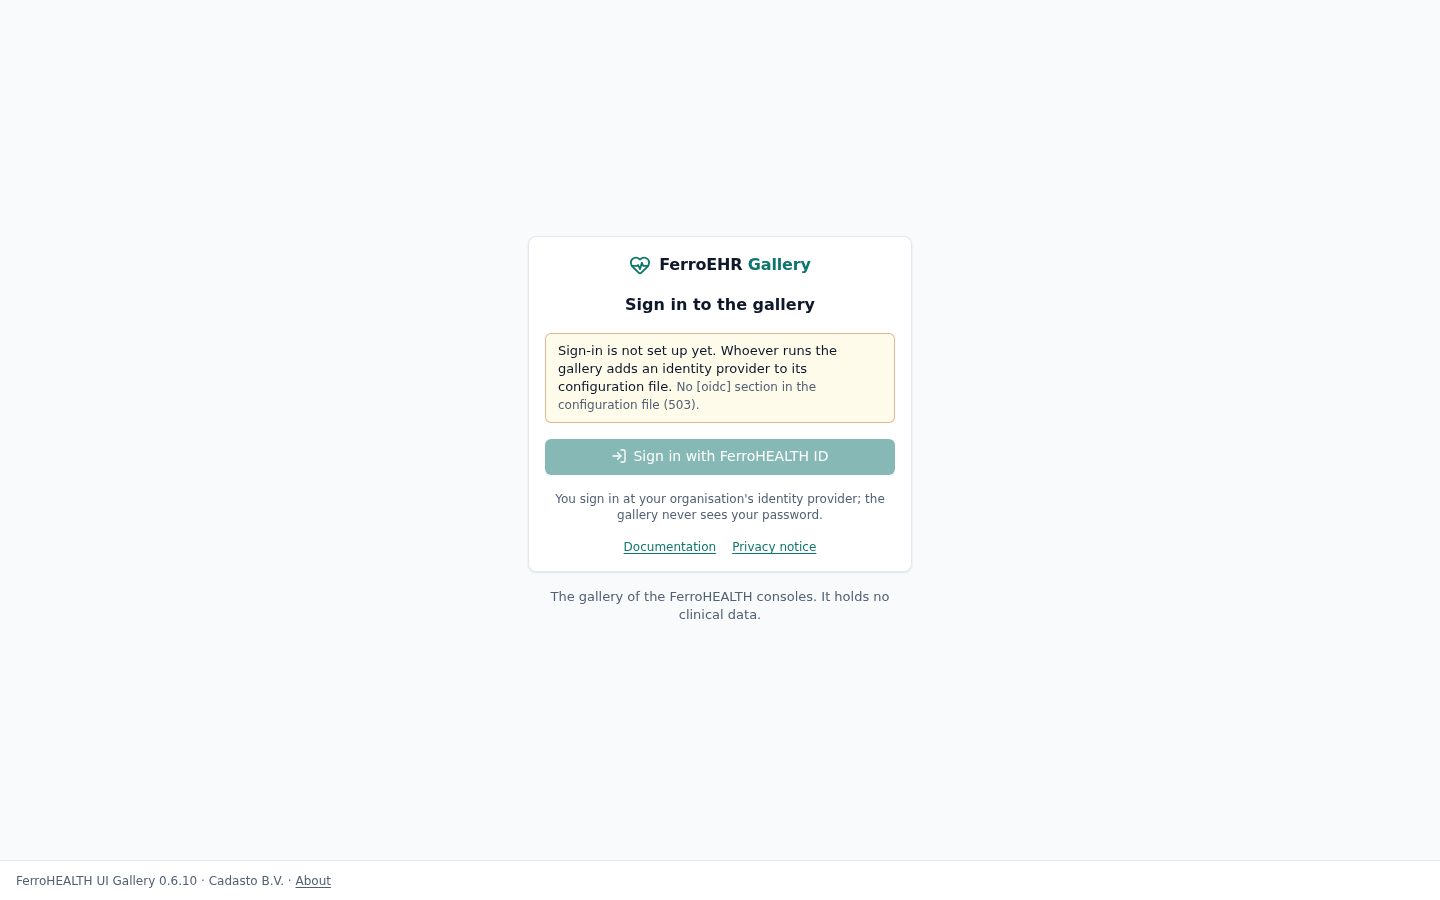 FerroEHR Gallery
Sign in to the gallery
Sign-in is not set up yet. Whoever runs the
gallery adds an identity provider to its
configuration file. No [oidc] section in the
configuration file (503).
Sign in with FerroHEALTH ID
You sign in at your organisation's identity provider; the
gallery never sees your password.
Documentation Privacy notice
The gallery of the FerroHEALTH consoles. It holds no
clinical data.
FerroHEALTH UI Gallery 0.6.10 · Cadasto B.V. · About